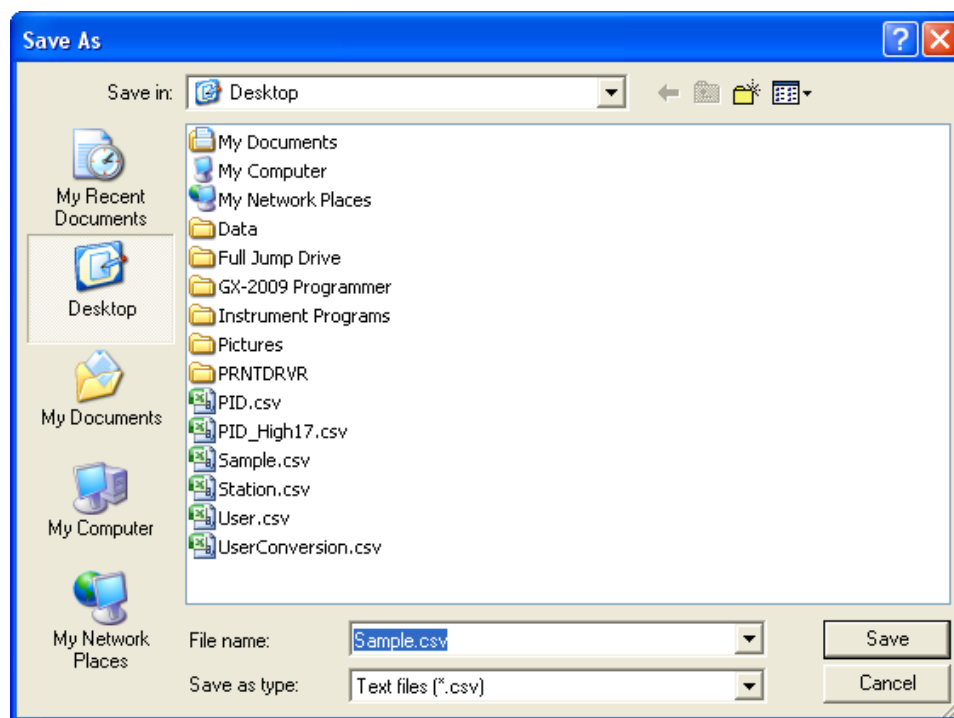 Save As
Save in:
Desktop
My Recent
Documents
Desktop
My Documents
My Computer
My Network
Places
My Documents
My Computer
My Network Places
Data
Full Jump Drive
GX-2009 Programmer
Instrument Programs
Pictures
PRNTDRVR
PID.csv
PID_High17.csv
Sample.csv
Station.csv
User.csv
UserConversion.csv
File name:
Sample.csv
Save
Save as type:
Text files (*.csv)
Cancel